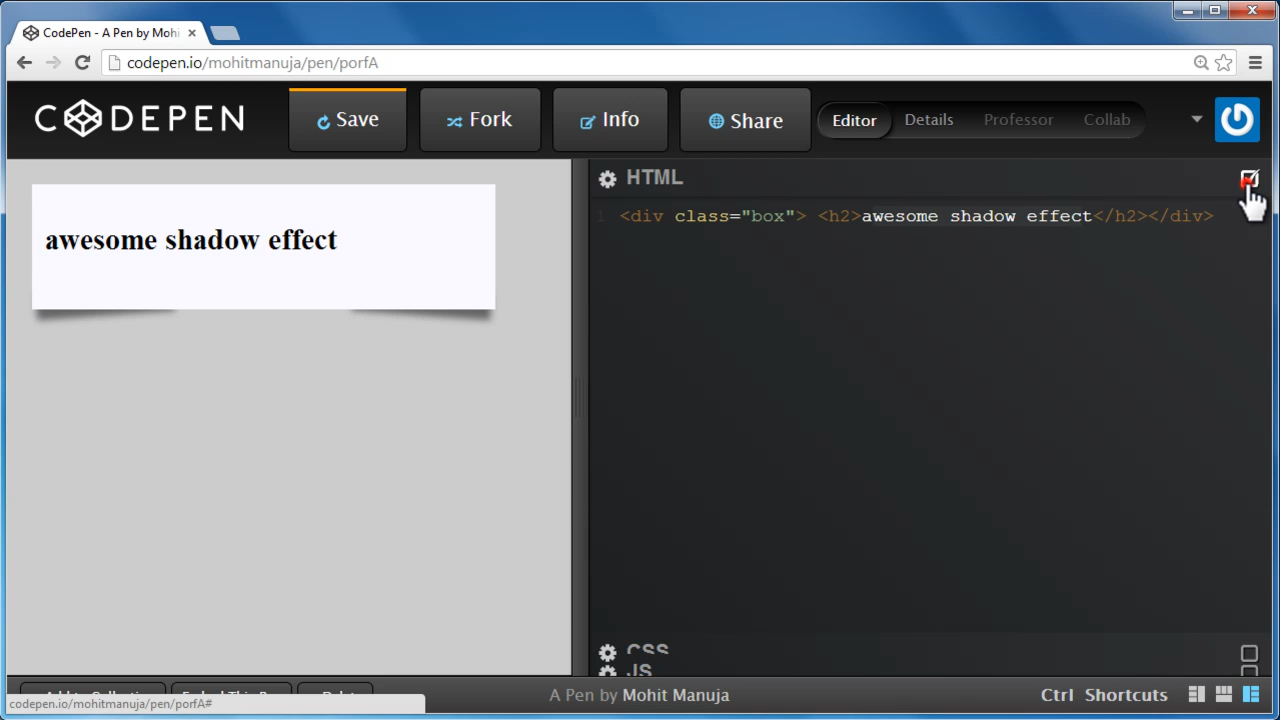 CodePen - A Pen by Mohi
codepen.io/mohitmanuja/pen/porfA
CODEPEN
Save
Fork
Info
Share
Editor
Details
Professor
Collab
HTML
awesome shadow effect
1 <div class="box"> <h2>awesome shadow effect</h2></div>
CSS
JS
A Pen by Mohit Manuja
Ctrl Shortcuts
codepen.io/mohitmanuja/pen/porfA#